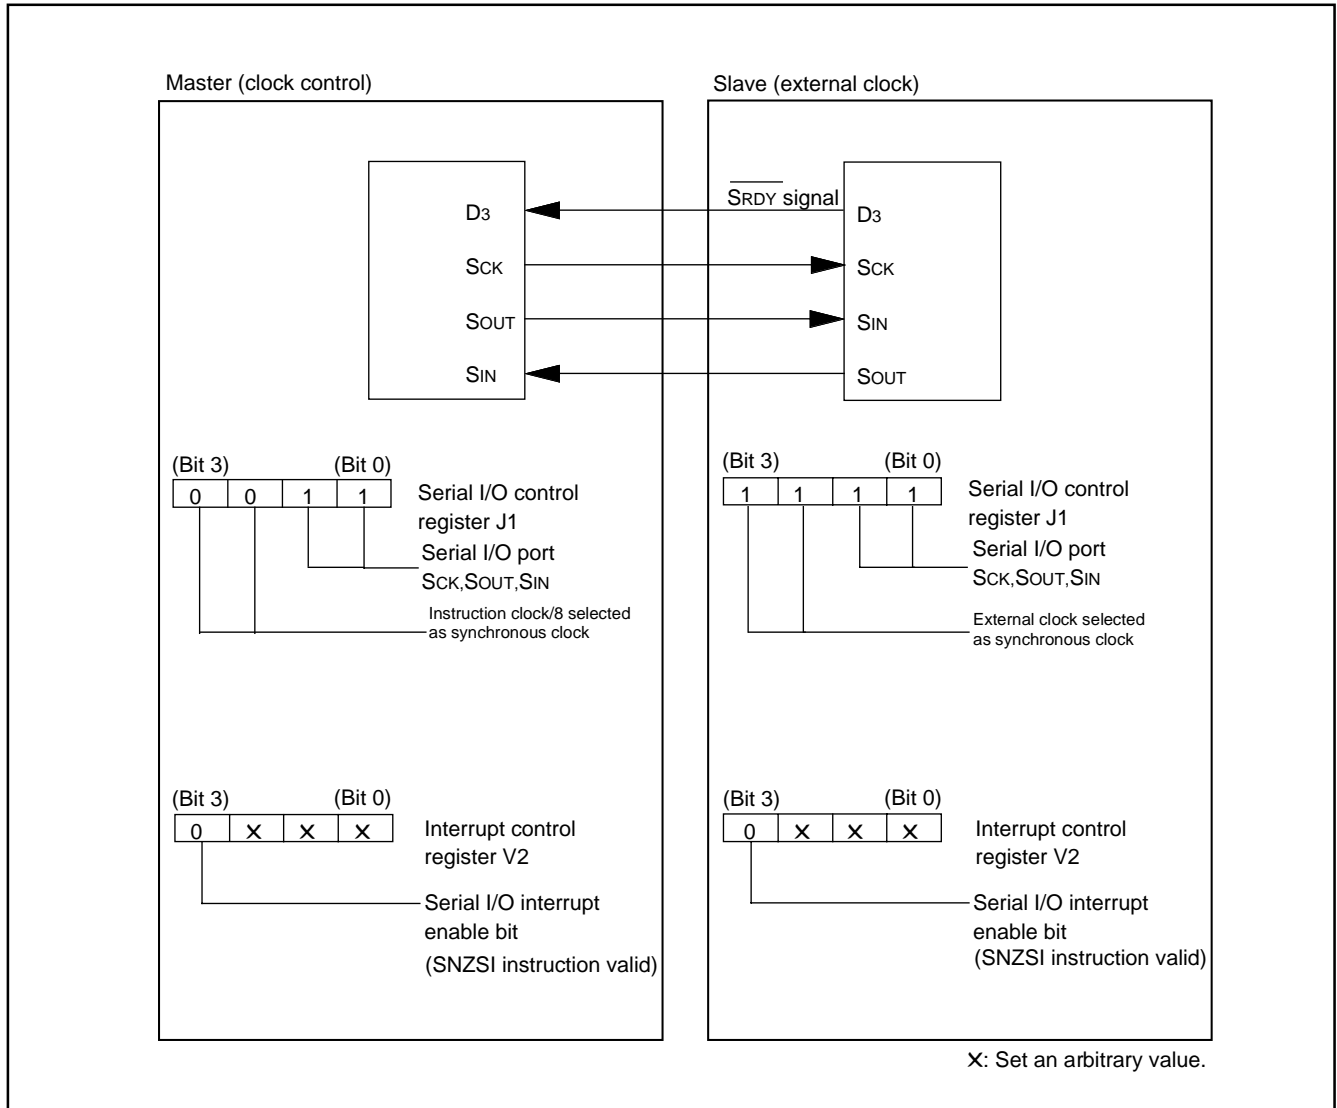 Master (clock control)
Slave (external clock)
D3
SCK
SOUT
SIN
SRDY signal
D3
SCK
SIN
SOUT
(Bit 3) (Bit 0)
0 0 1 1
Serial I/O control
register J1
Serial I/O port
SCK,SOUT,SIN
Instruction clock/8 selected
as synchronous clock
(Bit 3) (Bit 0)
1 1 1 1
Serial I/O control
register J1
Serial I/O port
SCK,SOUT,SIN
External clock selected
as synchronous clock
(Bit 3) (Bit 0)
0 × × ×
Interrupt control
register V2
Serial I/O interrupt
enable bit
(SNZSI instruction valid)
(Bit 3) (Bit 0)
0 × × ×
Interrupt control
register V2
Serial I/O interrupt
enable bit
(SNZSI instruction valid)
×: Set an arbitrary value.